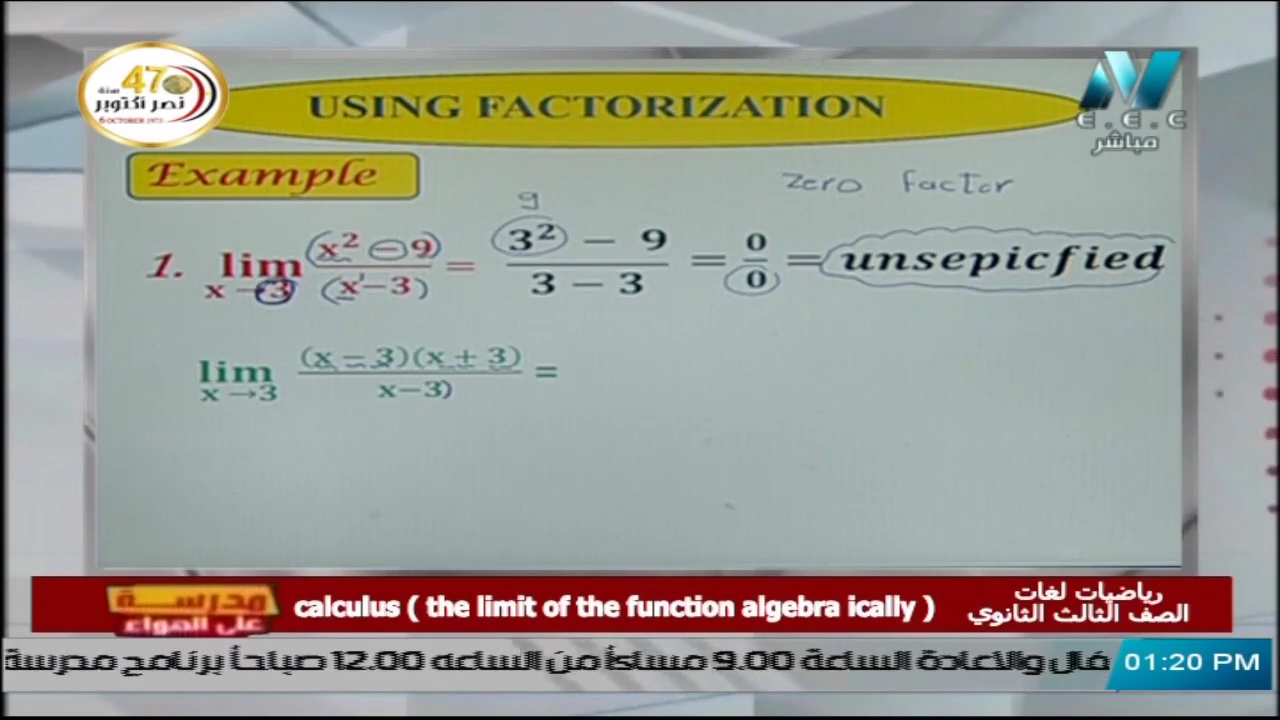 47 سنة
نصر أكتوبر
6 OCTOBER 1973
USING FACTORIZATION
E.E.C
مباشر
Example
Zero factor
9
1. lim x→3 (x² − 9)/(x¹−3) = (3² − 9)/(3 − 3) = 0/0 = unsepicfied
lim x→3 (x − 3)(x + 3)/x−3) =
مدرسة
على الهواء
calculus ( the limit of the function algebra ically )
رياضيات لغات
الصف الثالث الثانوي
والاعادة الساعة 9.00 مساءاً من الساعه 12.00 صباحاً برنامج مدرسة
01:20 PM